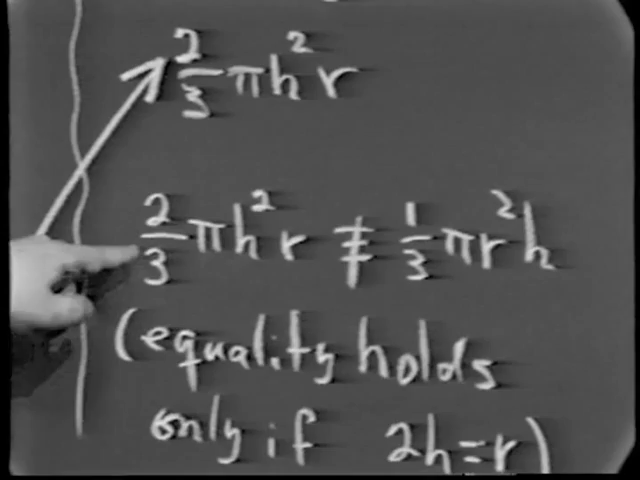 2/3 πh²r
2/3 πh²r ≢ 1/3 πr²h
(equality holds
only if 2h=r)